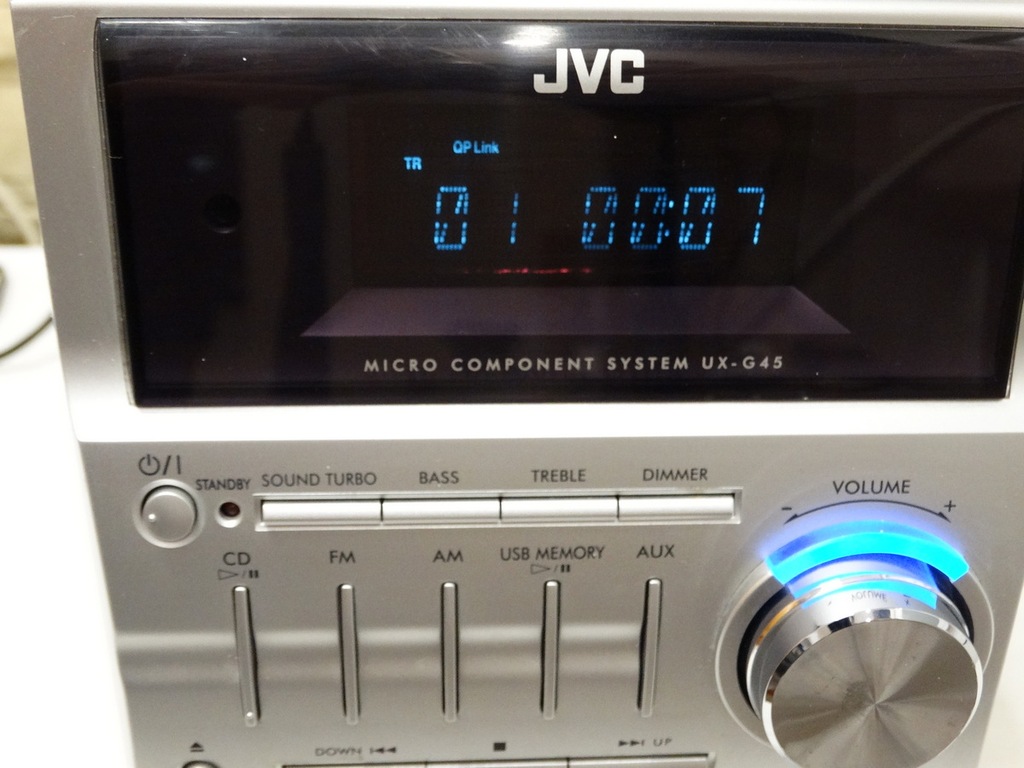 JVC
QP Link
TR
01 00:07
MICRO COMPONENT SYSTEM UX-G45
STANDBY SOUND TURBO BASS TREBLE DIMMER
VOLUME
- +
CD FM AM USB MEMORY AUX
DOWN UP